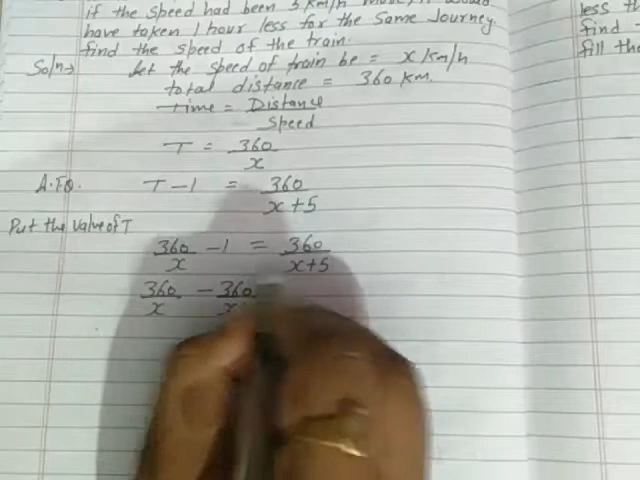 if the speed had been 5 km/h
have taken 1 hour less for the same Journey.
find the speed of the train.
Soln→ Let the speed of train be = x km/h
total distance = 360 km.
Time = Distance
Speed
T = 360
x
A.T.Q. T - 1 = 360
x+5
Put the value of T
360 - 1 = 360
x x+5
360 - 360
x x
less th
find
fill the